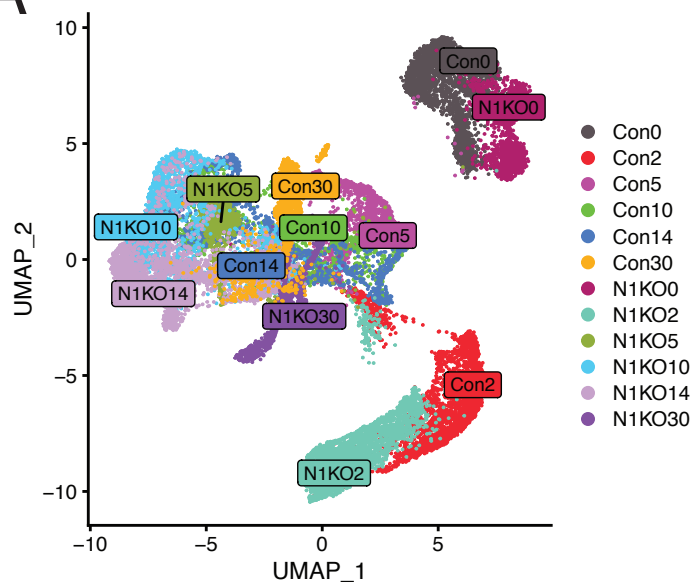 A
10
5
0
−5
−10
UMAP_2
−10
−5
0
5
UMAP_1
Con0
N1KO0
N1KO5
Con30
N1KO10
Con10
Con5
Con14
N1KO14
N1KO30
Con2
N1KO2
Con0
Con2
Con5
Con10
Con14
Con30
N1KO0
N1KO2
N1KO5
N1KO10
N1KO14
N1KO30